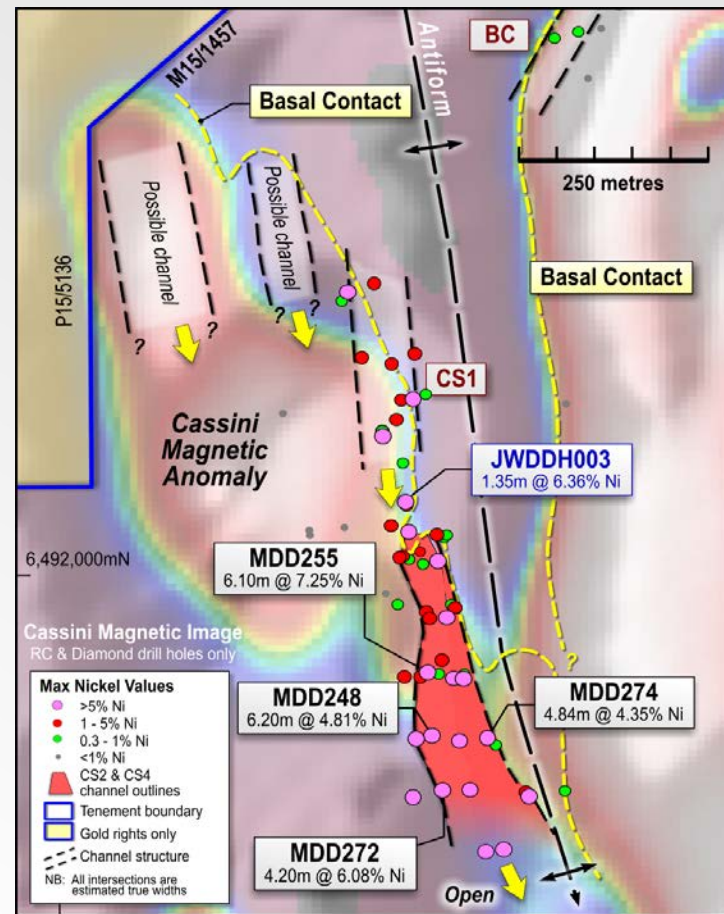 M15/1457
Antiform
BC
Basal Contact
250 metres
Possible channel
Possible channel
P15/5136
Basal Contact
?
?
?
?
CS1
Cassini
Magnetic
Anomaly
JWDDH003
1.35m @ 6.36% Ni
MDD255
6.10m @ 7.25% Ni
6,492,000mN
Cassini Magnetic Image
RC & Diamond drill holes only
?
Max Nickel Values
>5% Ni
1 - 5% Ni
0.3 - 1% Ni
<1% Ni
CS2 & CS4
channel outlines
Tenement boundary
Gold rights only
Channel structure
NB: All intersections are
estimated true widths
MDD248
6.20m @ 4.81% Ni
MDD274
4.84m @ 4.35% Ni
MDD272
4.20m @ 6.08% Ni
Open